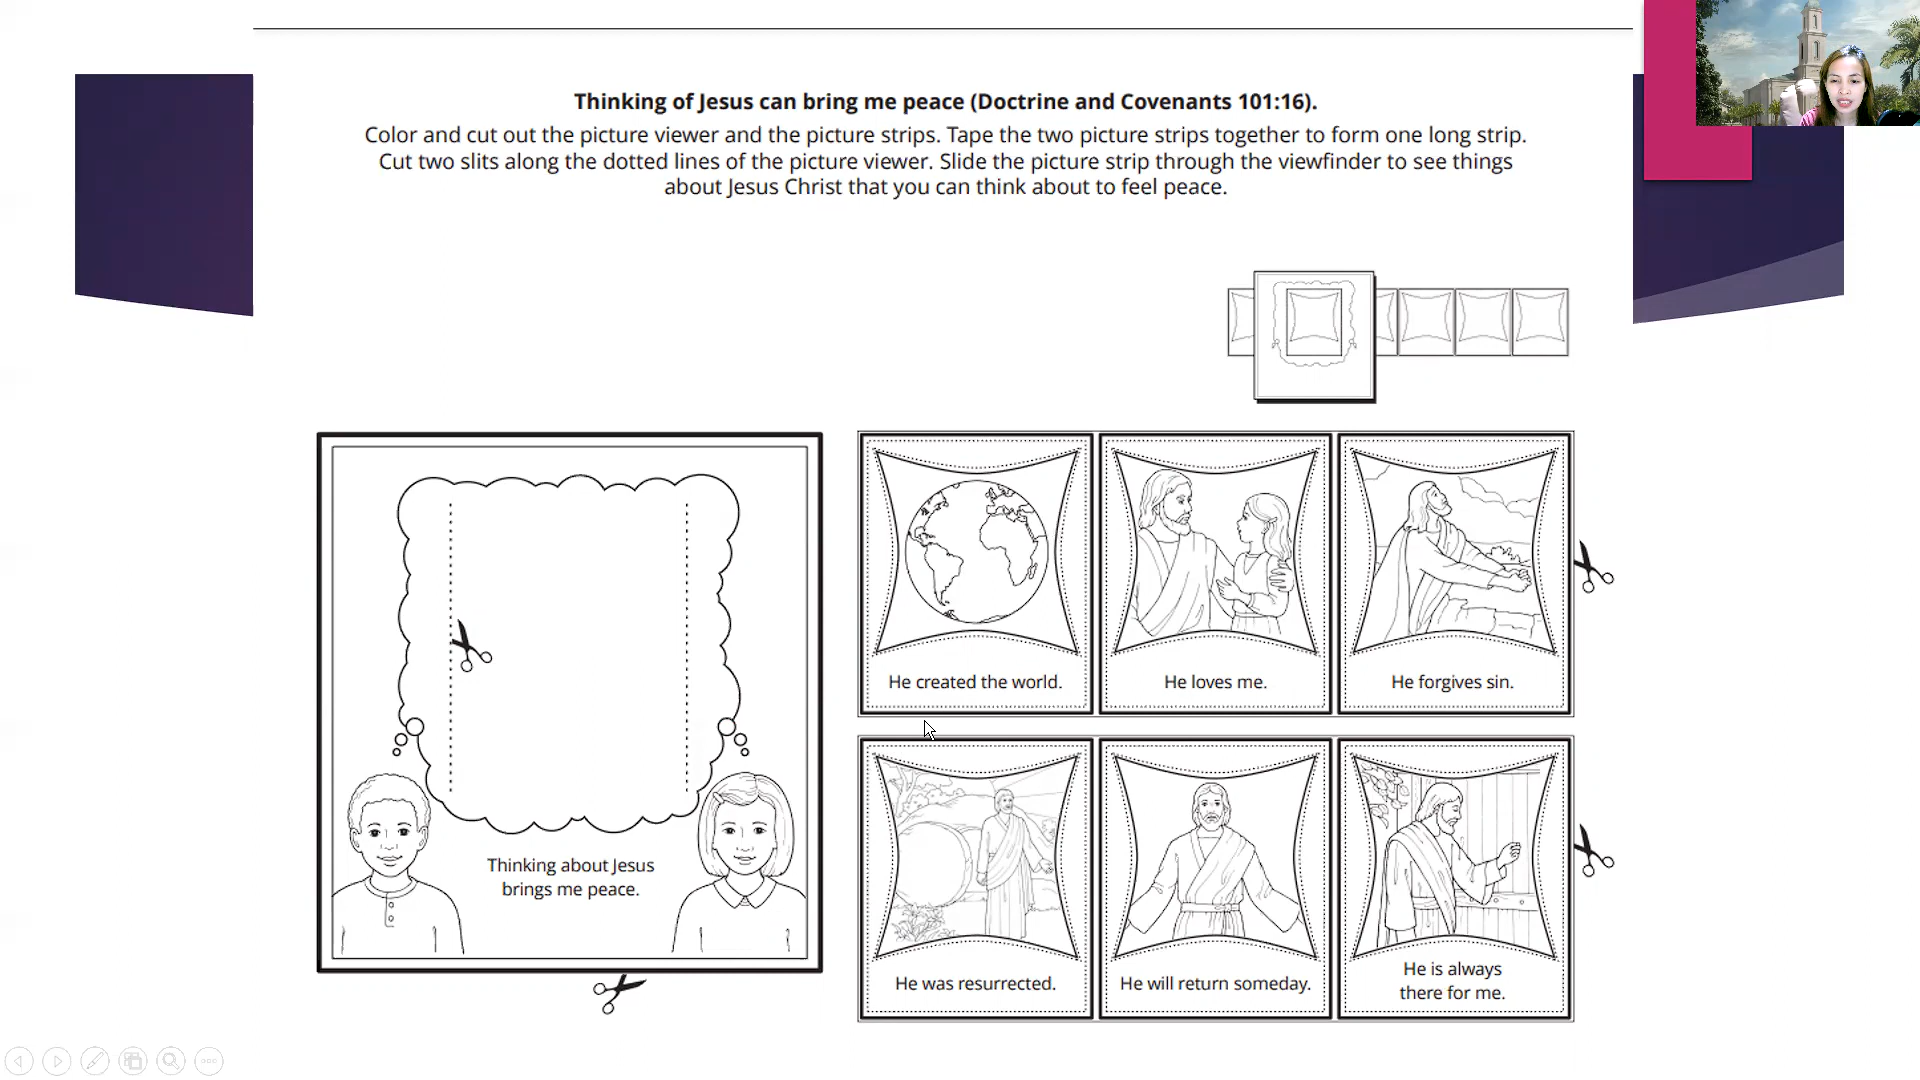 Thinking of Jesus can bring me peace (Doctrine and Covenants 101:16).
Color and cut out the picture viewer and the picture strips. Tape the two picture strips together to form one long strip.
Cut two slits along the dotted lines of the picture viewer. Slide the picture strip through the viewfinder to see things
about Jesus Christ that you can think about to feel peace.
Thinking about Jesus
brings me peace.
He created the world.
He loves me.
He forgives sin.
He was resurrected.
He will return someday.
He is always
there for me.